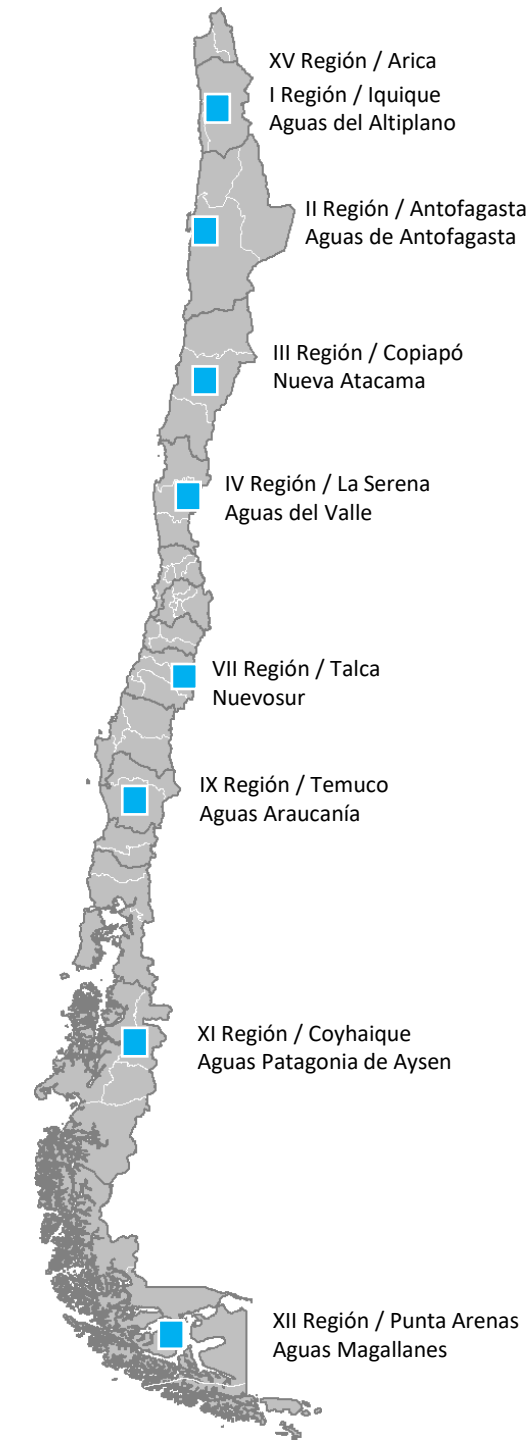 XV Región / Arica
I Región / Iquique
Aguas del Altiplano
II Región / Antofagasta
Aguas de Antofagasta
III Región / Copiapó
Nueva Atacama
IV Región / La Serena
Aguas del Valle
VII Región / Talca
Nuevosur
IX Región / Temuco
Aguas Araucanía
XI Región / Coyhaique
Aguas Patagonia de Aysen
XII Región / Punta Arenas
Aguas Magallanes